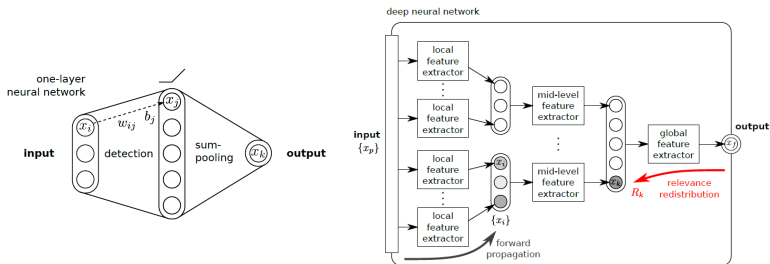 one-layer
neural network
x_i
w_{ij}
x_j
b_j
input
detection
sum-
pooling
x_k
output
deep neural network
input
{x_p}
local
feature
extractor
local
feature
extractor
local
feature
extractor
local
feature
extractor
x_i
{x_i}
forward
propagation
mid-level
feature
extractor
mid-level
feature
extractor
x_k
R_k
global
feature
extractor
relevance
redistribution
output
x_f